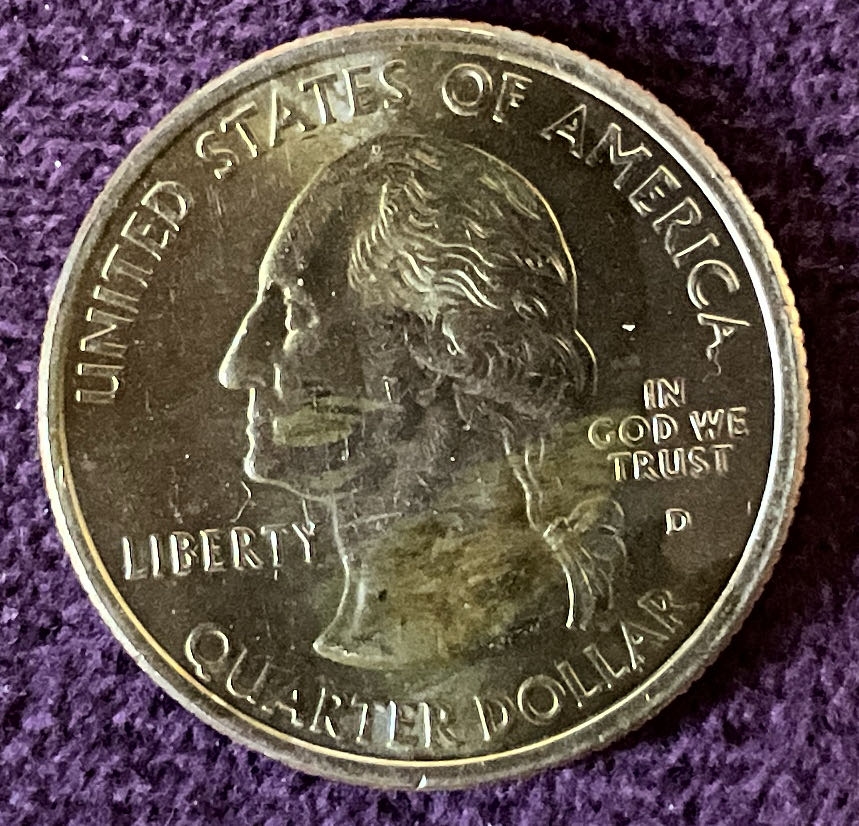 UNITED STATES OF AMERICA
IN
GOD WE
TRUST
D
LIBERTY
QUARTER DOLLAR